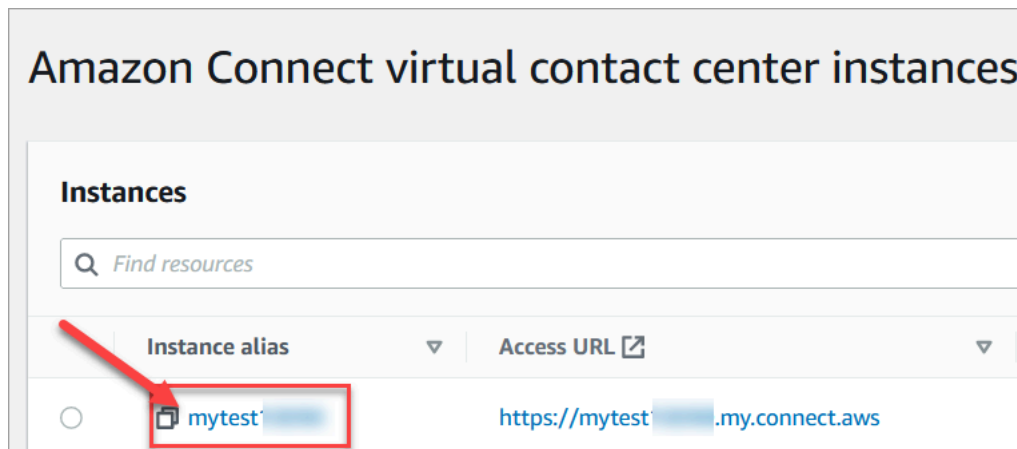 Amazon Connect virtual contact center instances
Instances
Find resources
Instance alias Access URL
mytest https://mytest .my.connect.aws